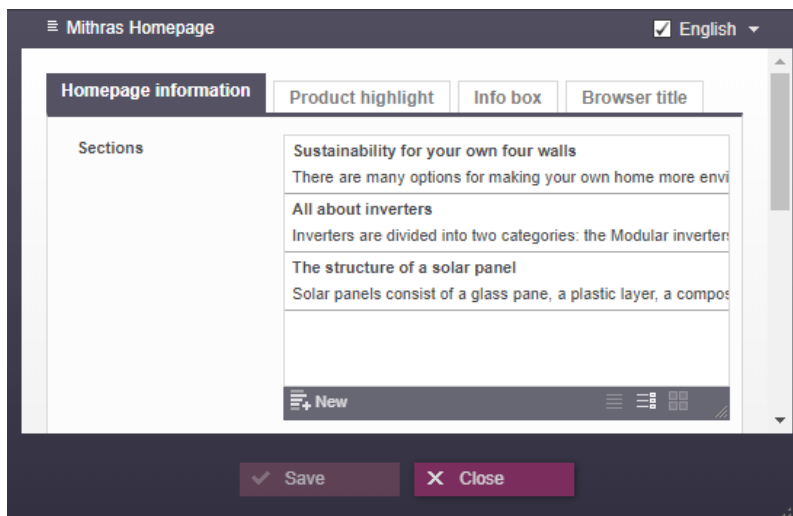 Mithras Homepage
English
Homepage information
Product highlight
Info box
Browser title
Sections
Sustainability for your own four walls
There are many options for making your own home more envi
All about inverters
Inverters are divided into two categories: the Modular inverter
The structure of a solar panel
Solar panels consist of a glass pane, a plastic layer, a compos
New
Save
Close